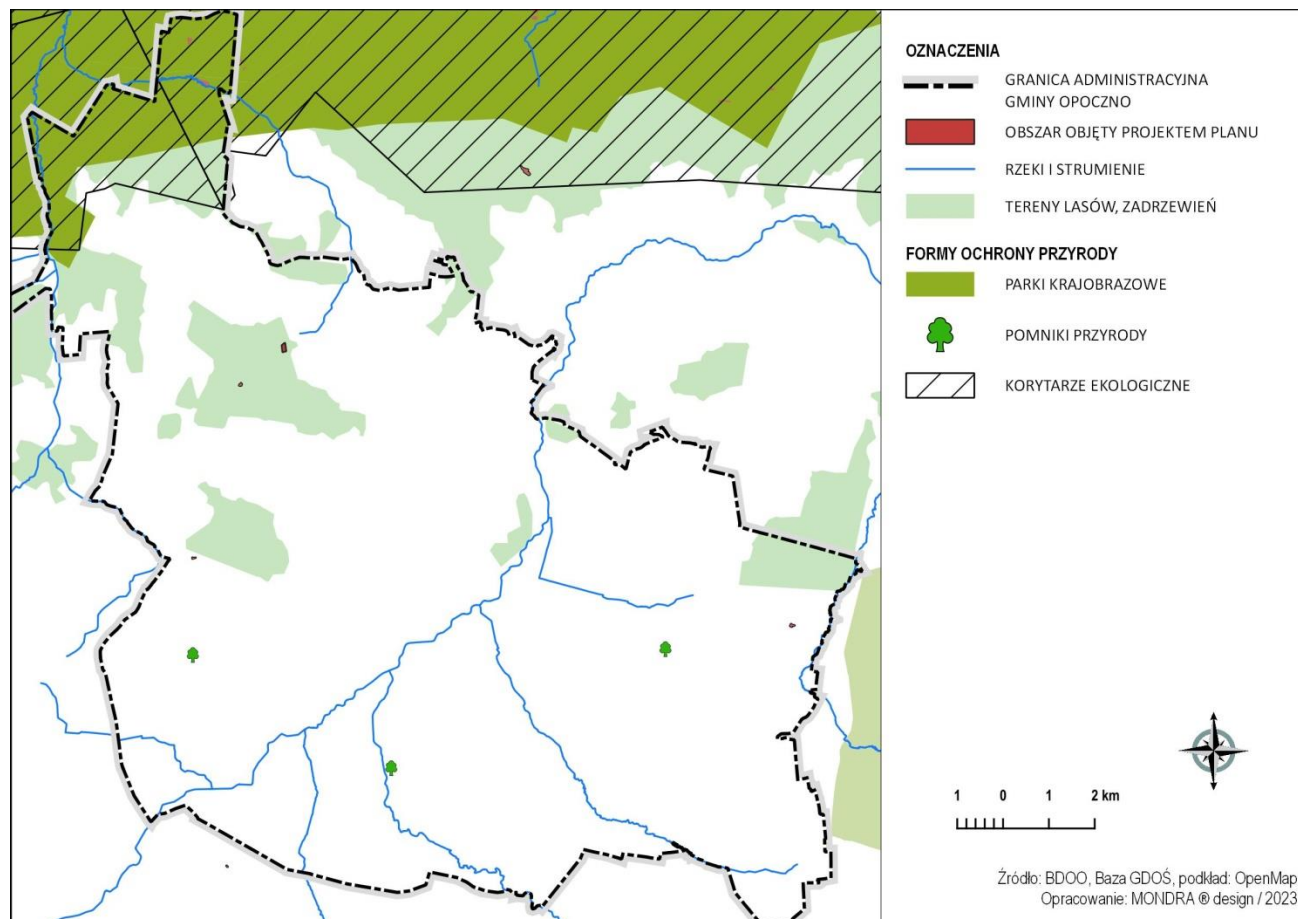 OZNACZENIA
GRANICA ADMINISTRACYJNA
GMINY OPOCZNO
OBSZAR OBJĘTY PROJEKTEM PLANU
RZEKI I STRUMIENIE
TERENY LASÓW, ZADRZEWIEŃ
FORMY OCHRONY PRZYRODY
PARKI KRAJOBRAZOWE
POMNIKI PRZYRODY
KORYTARZE EKOLOGICZNE
1 0 1 2 km
Źródło: BDOO, Baza GDOŚ, podkład: OpenMap
Opracowanie: MONDRA ® design / 2023